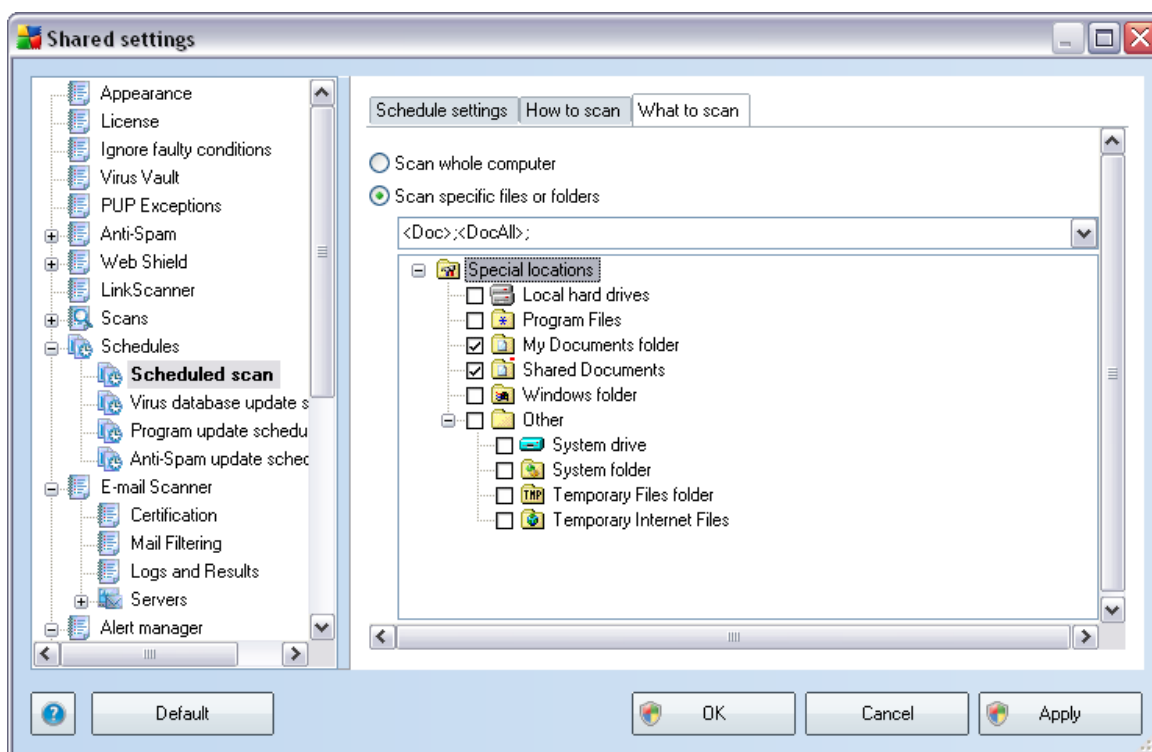 Shared settings
Appearance
License
Ignore faulty conditions
Virus Vault
PUP Exceptions
Anti-Spam
Web Shield
LinkScanner
Scans
Schedules
Scheduled scan
Virus database update s
Program update schedu
Anti-Spam update sched
E-mail Scanner
Certification
Mail Filtering
Logs and Results
Servers
Alert manager
Schedule settings How to scan What to scan
Scan whole computer
Scan specific files or folders
<Doc>;<DocAll>;
Special locations
Local hard drives
Program Files
My Documents folder
Shared Documents
Windows folder
Other
System drive
System folder
TMP Temporary Files folder
Temporary Internet Files
? Default OK Cancel Apply